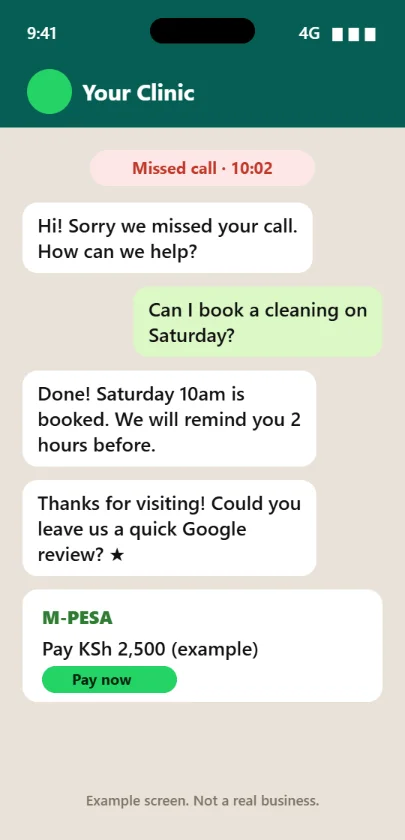 9:41
4G
Your Clinic
Missed call · 10:02
Hi! Sorry we missed your call.
How can we help?
Can I book a cleaning on
Saturday?
Done! Saturday 10am is
booked. We will remind you 2
hours before.
Thanks for visiting! Could you
leave us a quick Google
review? ★
M-PESA
Pay KSh 2,500 (example)
Pay now
Example screen. Not a real business.